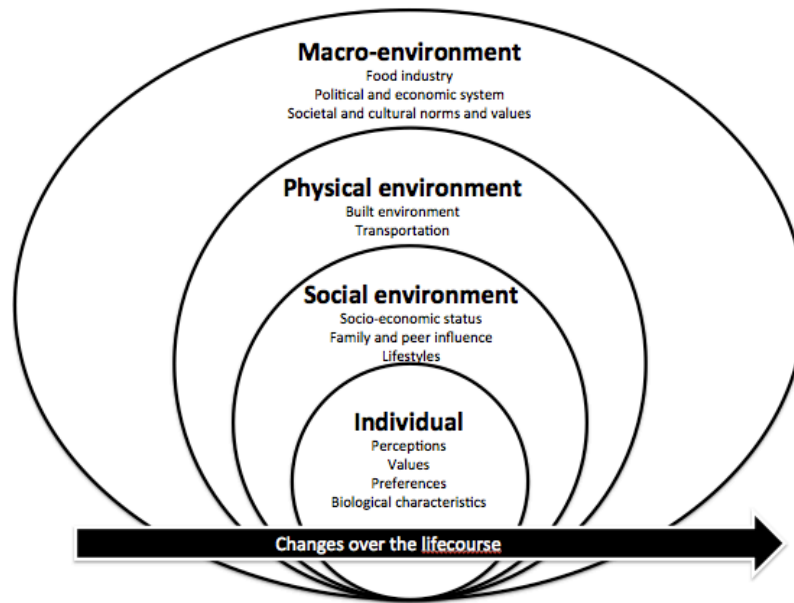 Macro-environment
Food industry
Political and economic system
Societal and cultural norms and values
Physical environment
Built environment
Transportation
Social environment
Socio-economic status
Family and peer influence
Lifestyles
Individual
Perceptions
Values
Preferences
Biological characteristics
Changes over the lifecourse